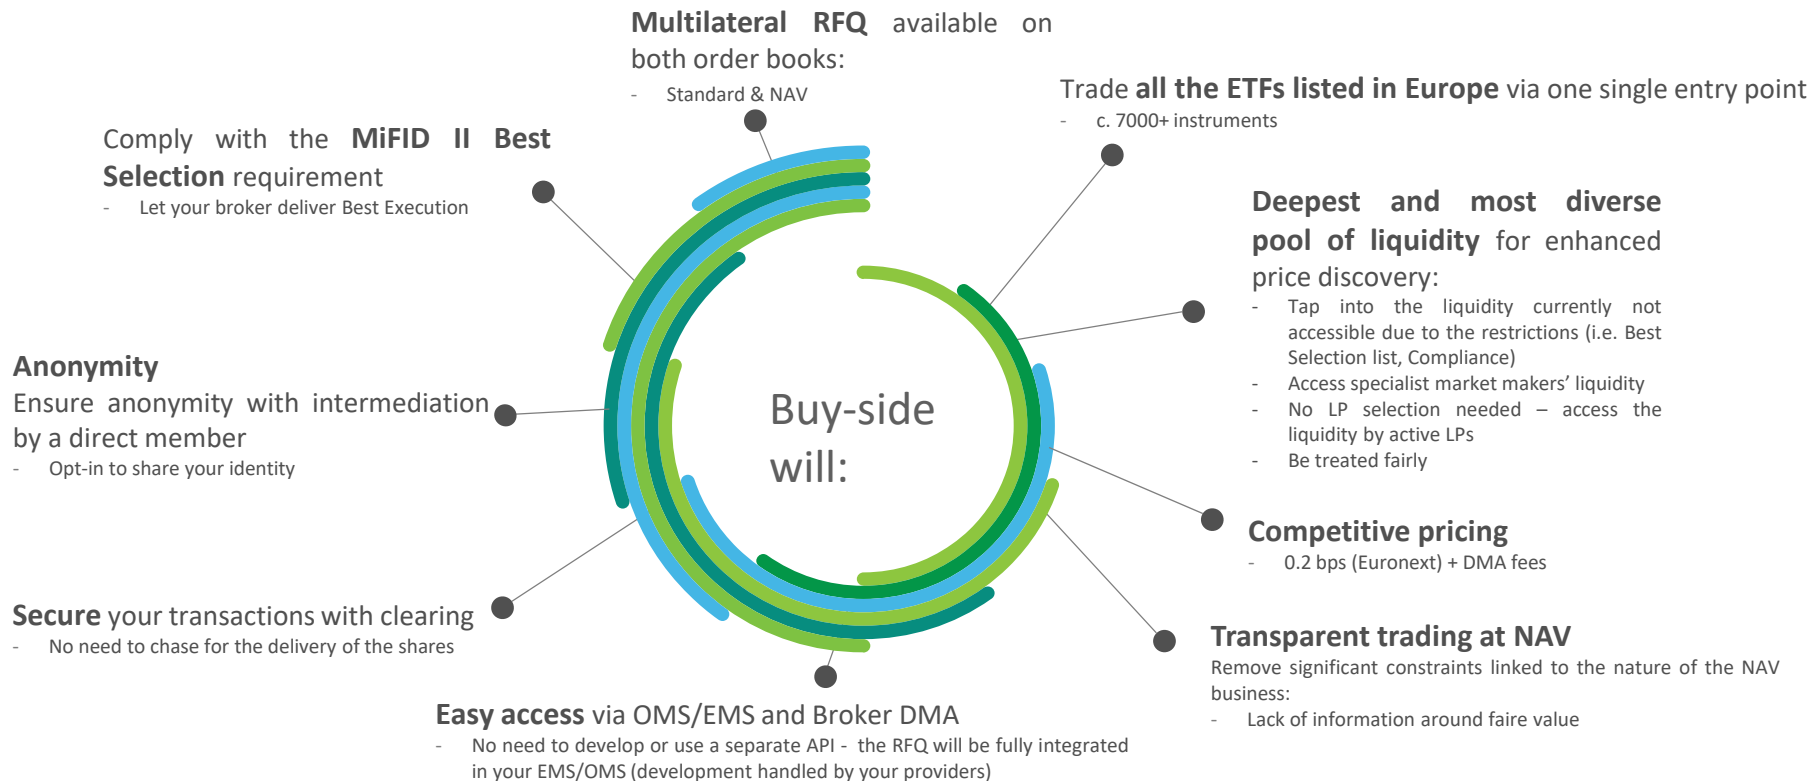 Multilateral RFQ available on
both order books:
- Standard & NAV
Trade all the ETFs listed in Europe via one single entry point
- c. 7000+ instruments
Comply with the MiFID II Best
Selection requirement
- Let your broker deliver Best Execution
Deepest and most diverse
pool of liquidity for enhanced
price discovery:
- Tap into the liquidity currently not
accessible due to the restrictions (i.e. Best
Selection list, Compliance)
- Access specialist market makers’ liquidity
- No LP selection needed – access the
liquidity by active LPs
- Be treated fairly
Anonymity
Ensure anonymity with intermediation
by a direct member
- Opt-in to share your identity
Buy-side
will:
Competitive pricing
- 0.2 bps (Euronext) + DMA fees
Secure your transactions with clearing
- No need to chase for the delivery of the shares
Transparent trading at NAV
Remove significant constraints linked to the nature of the NAV
business:
- Lack of information around faire value
Easy access via OMS/EMS and Broker DMA
- No need to develop or use a separate API - the RFQ will be fully integrated
in your EMS/OMS (development handled by your providers)